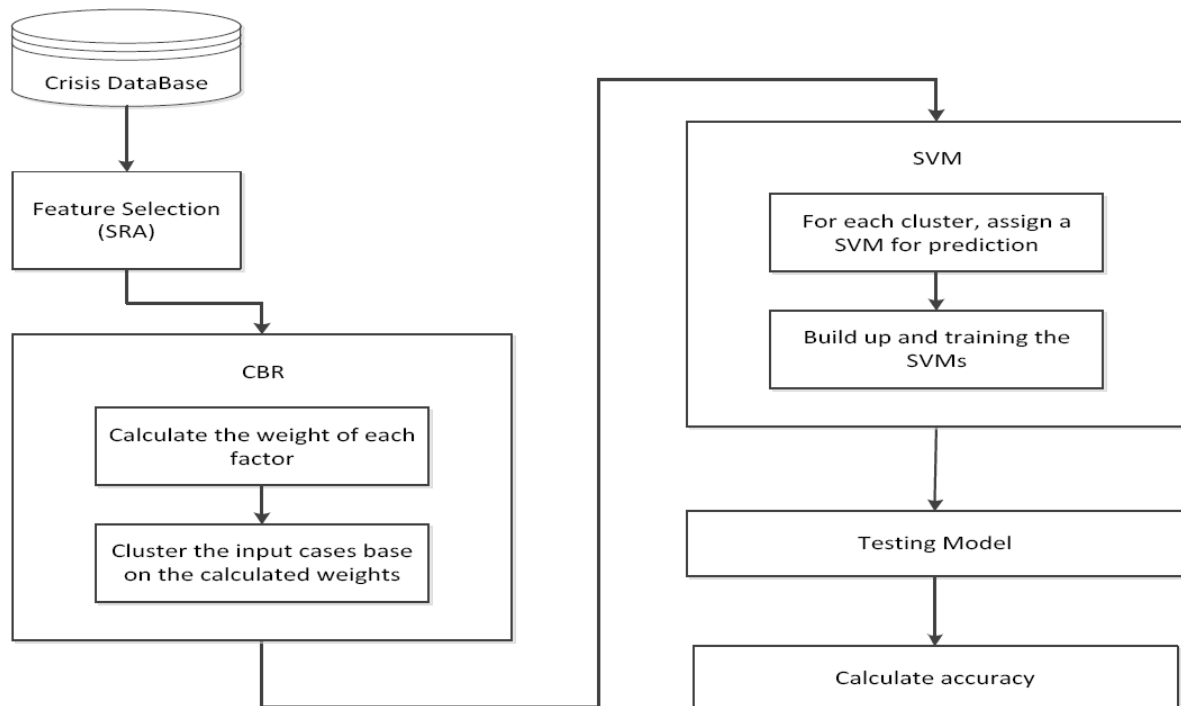 Crisis DataBase
Feature Selection
(SRA)
CBR
Calculate the weight of each
factor
Cluster the input cases base
on the calculated weights
SVM
For each cluster, assign a
SVM for prediction
Build up and training the
SVMs
Testing Model
Calculate accuracy